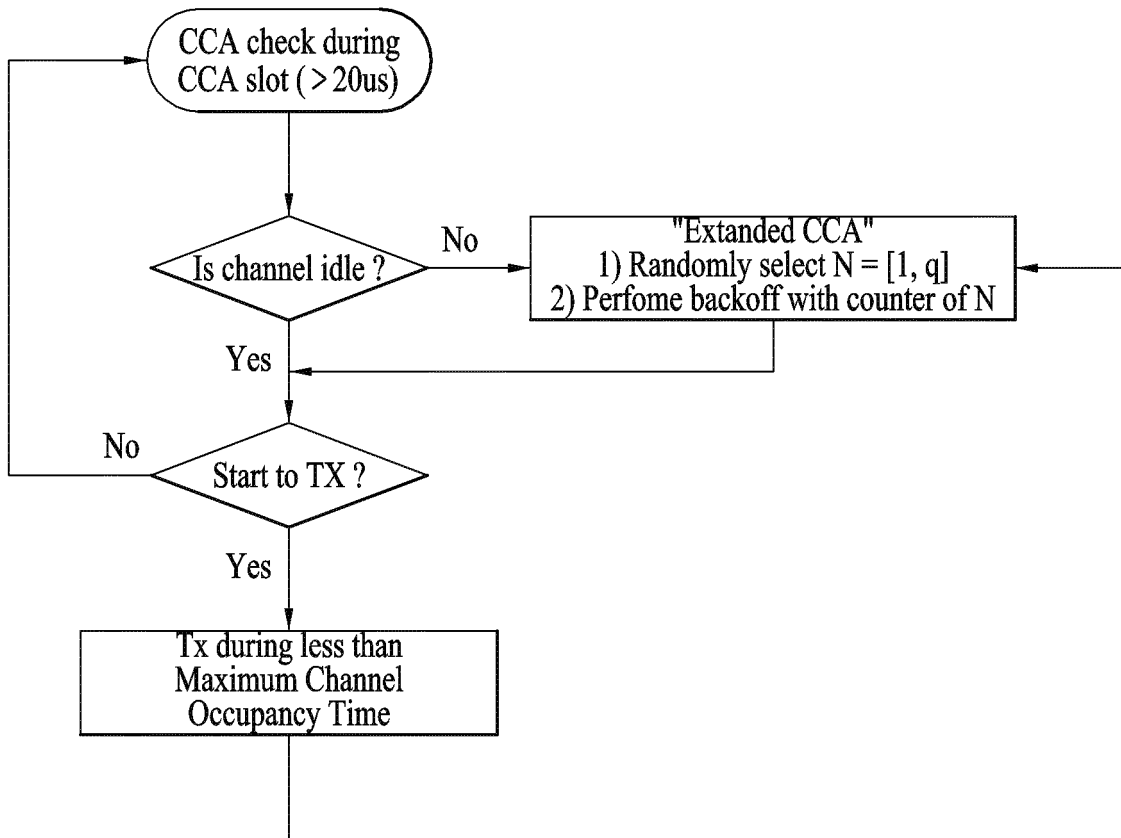 CCA check during
CCA slot ( > 20us)
Is channel idle ?
No
"Extanded CCA"
1) Randomly select N = [1, q]
2) Perfome backoff with counter of N
Yes
No
Start to TX ?
Yes
Tx during less than
Maximum Channel
Occupancy Time